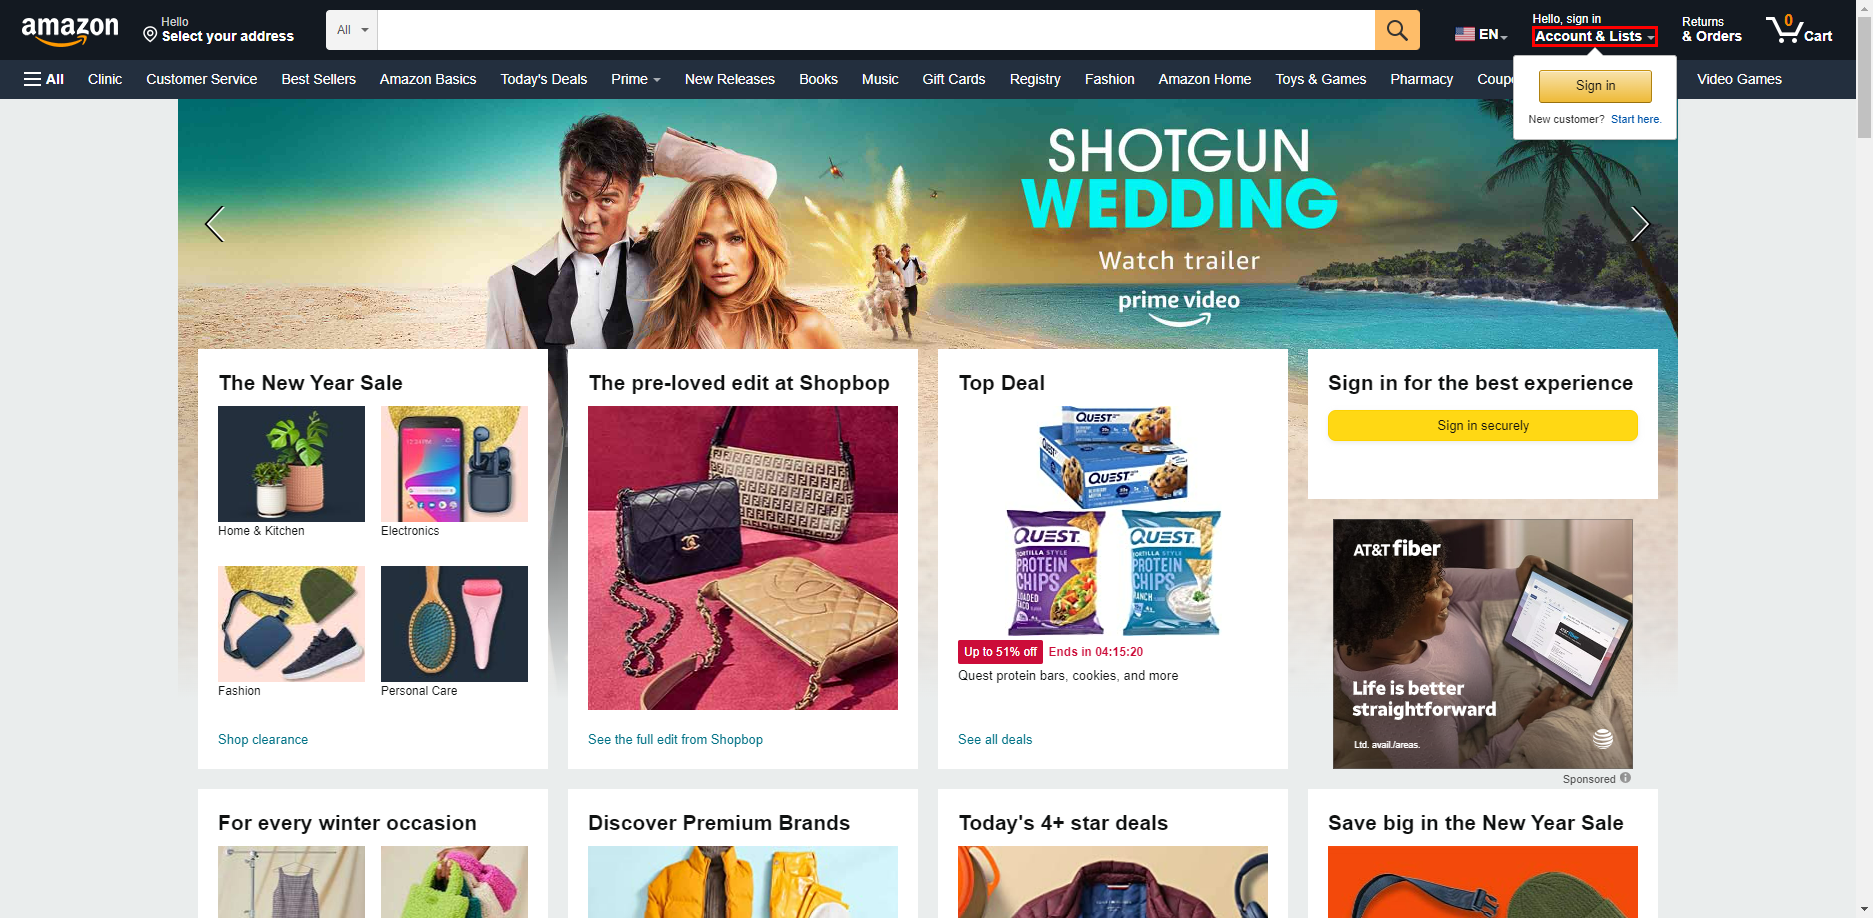 amazon
Hello
Select your address
All
EN
Hello, sign in
Account & Lists
Returns
& Orders
0
Cart
All
Clinic
Customer Service
Best Sellers
Amazon Basics
Today's Deals
Prime
New Releases
Books
Music
Gift Cards
Registry
Fashion
Amazon Home
Toys & Games
Pharmacy
Coup
Video Games
Sign in
New customer? Start here.
SHOTGUN
WEDDING
Watch trailer
prime video
The New Year Sale
Home & Kitchen
Electronics
Fashion
Personal Care
Shop clearance
The pre-loved edit at Shopbop
See the full edit from Shopbop
Top Deal
QUEST
QUEST
QUEST
TORTILLA STYLE
PROTEIN
CHIPS
LOADED
TACO
QUEST
TORTILLA STYLE
PROTEIN
CHIPS
RANCH
Up to 51% off
Ends in 04:15:20
Quest protein bars, cookies, and more
See all deals
Sign in for the best experience
Sign in securely
AT&T fiber
Life is better
straightforward
Ltd. avail./areas.
Sponsored
For every winter occasion
Discover Premium Brands
Today's 4+ star deals
Save big in the New Year Sale